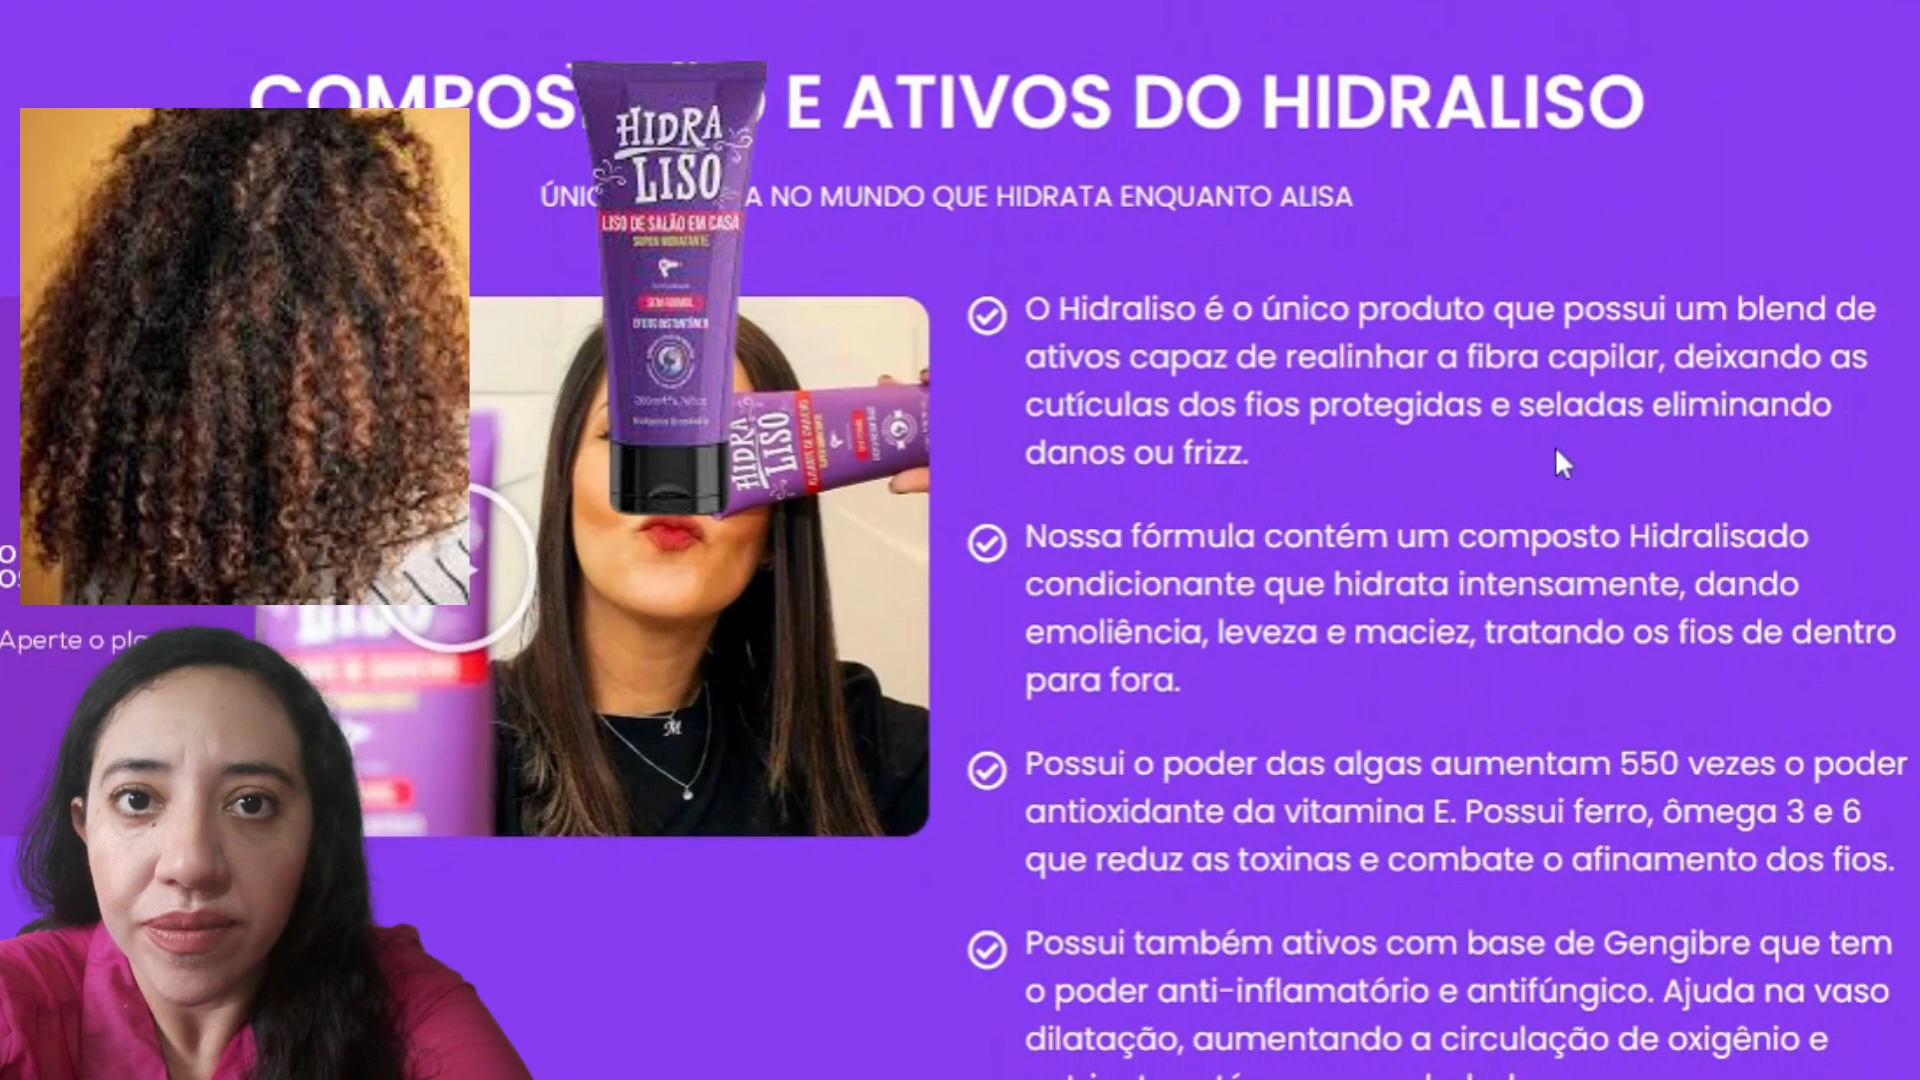 COMPOS E ATIVOS DO HIDRALISO
NO MUNDO QUE HIDRATA ENQUANTO ALISA
HIDRA
LISO
LISO DE SALÃO EM CASA
SUPER HIDRATANTE
SEM FORMOL
EFEITO INSTANTÂNEO
HIDRA
LISO
O Hidraliso é o único produto que possui um blend de
ativos capaz de realinhar a fibra capilar, deixando as
cutículas dos fios protegidas e seladas eliminando
danos ou frizz.
Nossa fórmula contém um composto Hidralisado
condicionante que hidrata intensamente, dando
emoliência, leveza e maciez, tratando os fios de dentro
para fora.
Aperte o pla
M
Possui o poder das algas aumentam 550 vezes o poder
antioxidante da vitamina E. Possui ferro, ômega 3 e 6
que reduz as toxinas e combate o afinamento dos fios.
Possui também ativos com base de Gengibre que tem
o poder anti-inflamatório e antifúngico. Ajuda na vaso
dilatação, aumentando a circulação de oxigênio e